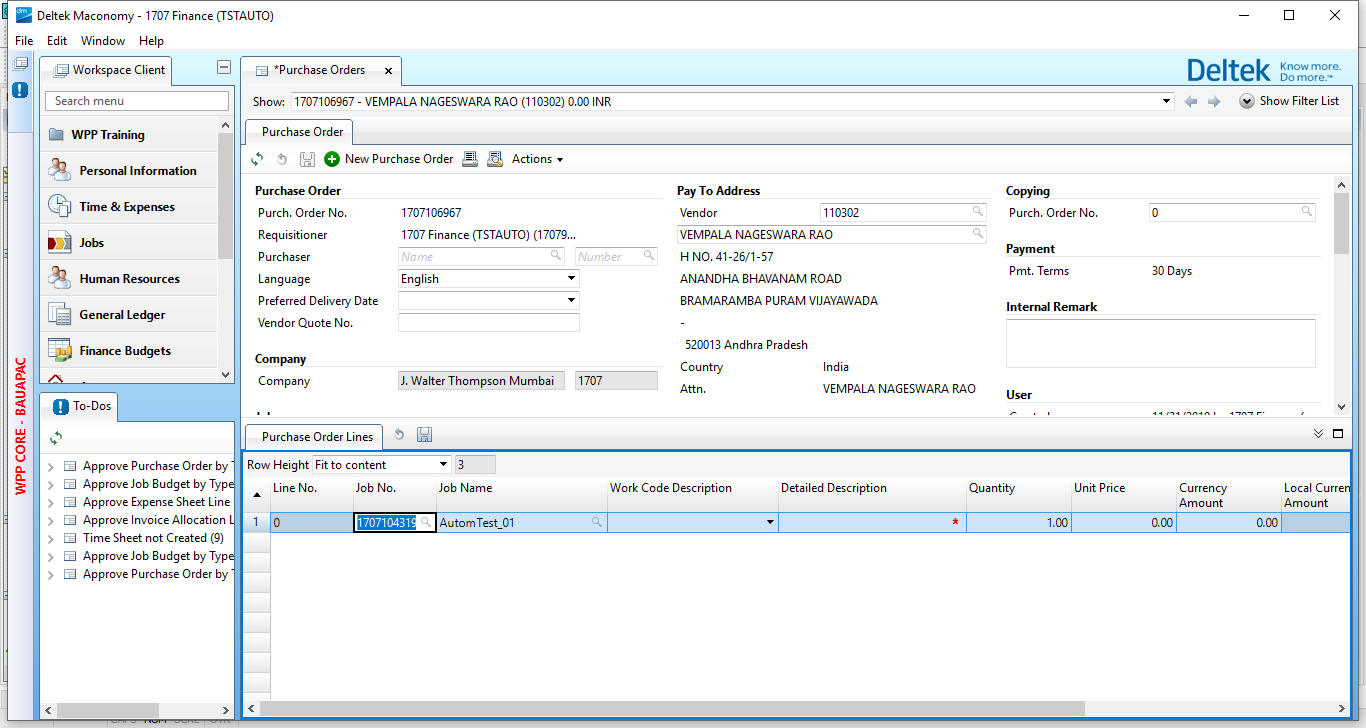 Deltek Maconomy - 1707 Finance (TSTAUTO)
File Edit Window Help
Workspace Client
*Purchase Orders
Deltek Know more. Do more.™
Search menu
Show: 1707106967 - VEMPALA NAGESWARA RAO (110302) 0.00 INR
Show Filter List
WPP Training
Personal Information
Time & Expenses
Jobs
Human Resources
General Ledger
Finance Budgets
WPP CORE - BAUAPAC
To-Dos
Approve Purchase Order by
Approve Job Budget by Type
Approve Expense Sheet Line
Approve Invoice Allocation L
Time Sheet not Created (9)
Approve Job Budget by Type
Approve Purchase Order by
Purchase Order
New Purchase Order Actions
Purchase Order
Purch. Order No. 1707106967
Requisitioner 1707 Finance (TSTAUTO) (17079...
Purchaser Name Number
Language English
Preferred Delivery Date
Vendor Quote No.
Company
Company J. Walter Thompson Mumbai 1707
Pay To Address
Vendor 110302
VEMPALA NAGESWARA RAO
H NO. 41-26/1-57
ANANDHA BHAVANAM ROAD
BRAMARAMBA PURAM VIJAYAWADA
-
520013 Andhra Pradesh
Country India
Attn. VEMPALA NAGESWARA RAO
Copying
Purch. Order No. 0
Payment
Pmt. Terms 30 Days
Internal Remark
User
Purchase Order Lines
Row Height Fit to content 3
Line No. Job No. Job Name Work Code Description Detailed Description Quantity Unit Price Currency Amount Local Curren Amount
1 0 1707104319 AutomTest_01 * 1.00 0.00 0.00